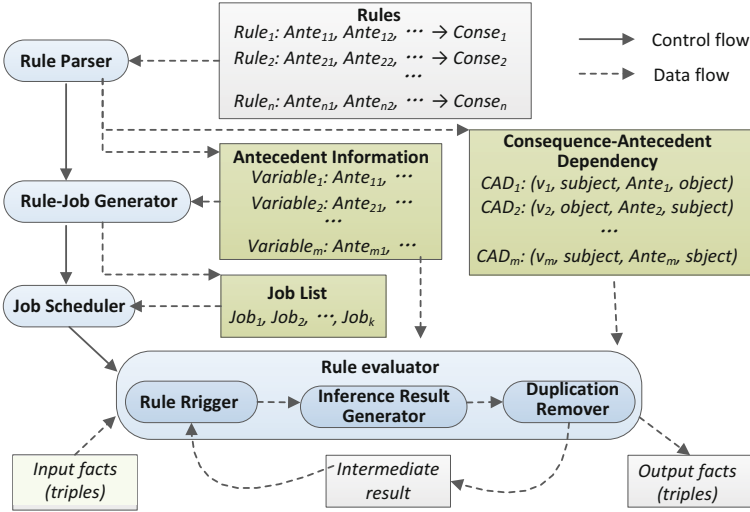 Rules
Rule1: Ante11, Ante12, ··· → Conse1
Rule2: Ante21, Ante22, ··· → Conse2
···
Rulen: Anten1, Anten2, ··· → Consen
Control flow
Data flow
Rule Parser
Antecedent Information
Variable1: Ante11, ···
Variable2: Ante21, ···
···
Variablem: Antem1, ···
Consequence-Antecedent
Dependency
CAD1: (v1, subject, Ante1, object)
CAD2: (v2, object, Ante2, subject)
···
CADm: (vm, subject, Antem, sbject)
Rule-Job Generator
Job List
Job1, Job2, ···, Jobk
Job Scheduler
Rule evaluator
Rule Rrigger
Inference Result
Generator
Duplication
Remover
Input facts
(triples)
Intermediate
result
Output facts
(triples)